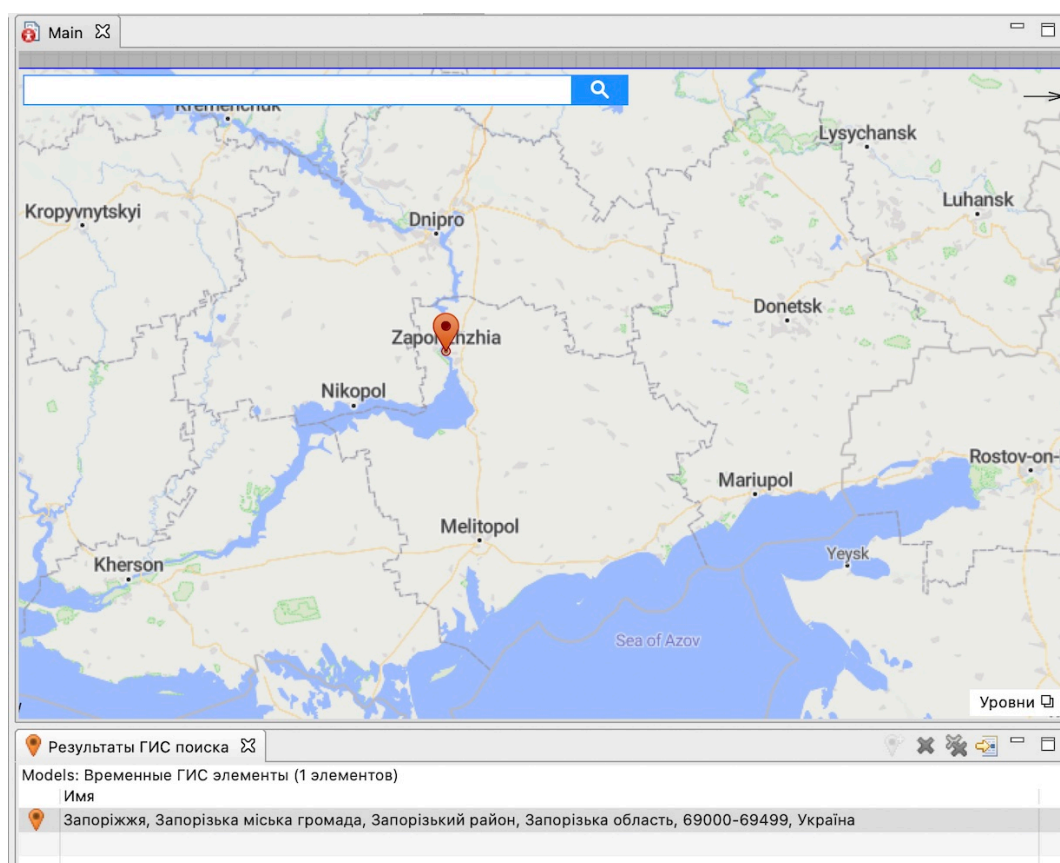 Main
Kremenchuk
Lysychansk
Kropyvnytskyi
Luhansk
Dnipro
Donetsk
Zaporizhzhia
Nikopol
Rostov-on-
Mariupol
Melitopol
Yeysk
Kherson
Sea of Azov
Уровни
Результаты ГИС поиска
Models: Временные ГИС элементы (1 элементов)
Имя
Запоріжжя, Запорізька міська громада, Запорізький район, Запорізька область, 69000-69499, Україна